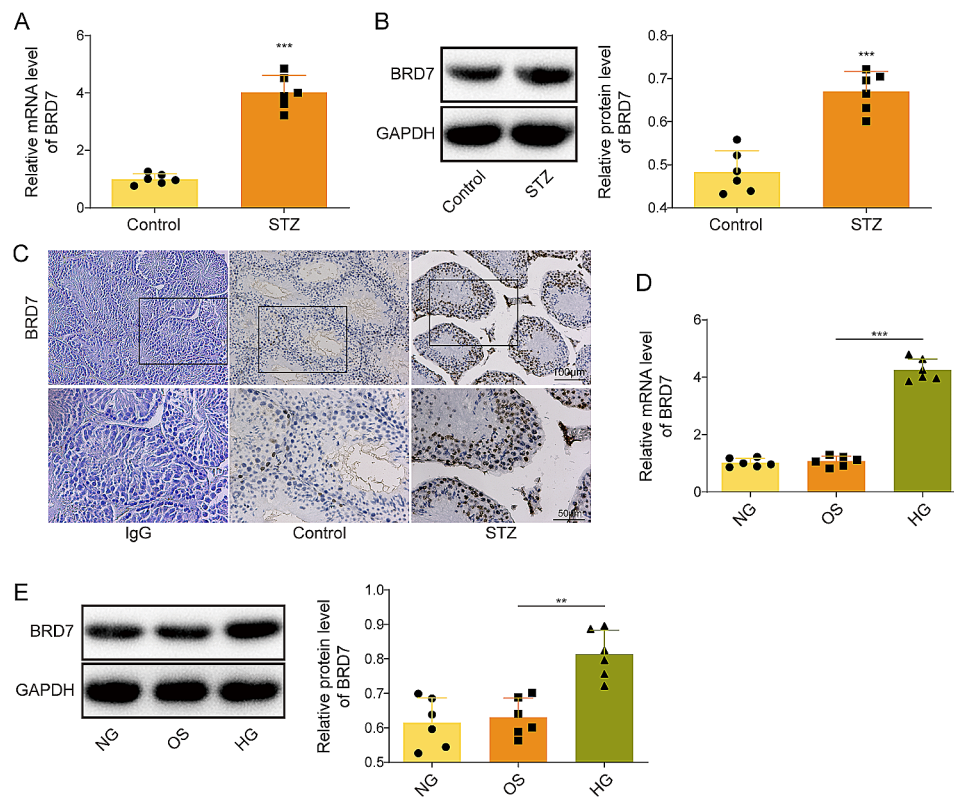 A
Relative mRNA level
of BRD7
6
4
2
0
***
Control
STZ
B
BRD7
GAPDH
Control
STZ
Relative protein level
of BRD7
0.8
0.7
0.6
0.5
0.4
***
Control
STZ
C
BRD7
100μm
50μm
IgG
Control
STZ
D
Relative mRNA level
of BRD7
6
4
2
0
***
NG
OS
HG
E
BRD7
GAPDH
NG
OS
HG
Relative protein level
of BRD7
1.0
0.9
0.8
0.7
0.6
0.5
**
NG
OS
HG